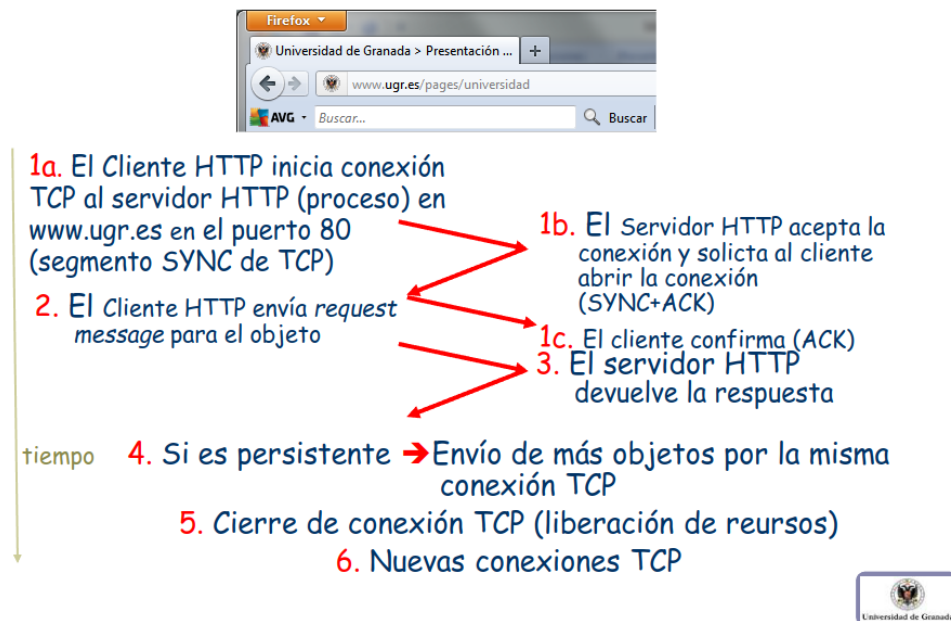 Firefox
Universidad de Granada > Presentación ...
www.ugr.es/pages/universidad
AVG
Buscar...
Buscar
1a. El Cliente HTTP inicia conexión
TCP al servidor HTTP (proceso) en
www.ugr.es en el puerto 80
(segmento SYNC de TCP)
1b. El Servidor HTTP acepta la
conexión y solicta al cliente
abrir la conexión
(SYNC+ACK)
2. El Cliente HTTP envía request
message para el objeto
1c. El cliente confirma (ACK)
3. El servidor HTTP
devuelve la respuesta
tiempo
4. Si es persistente ➔ Envío de más objetos por la misma
conexión TCP
5. Cierre de conexión TCP (liberación de reursos)
6. Nuevas conexiones TCP
Universidad de Granada